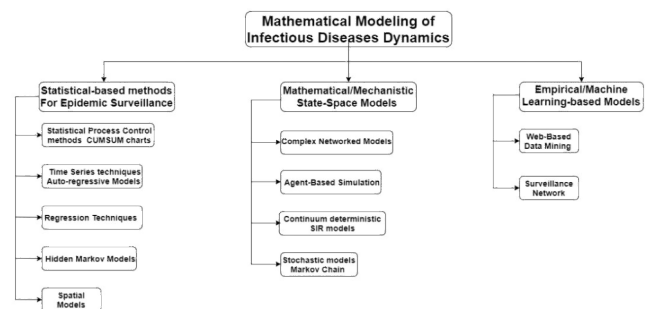 Mathematical Modeling of
Infectious Diseases Dynamics
Statistical-based methods
For Epidemic Surveillance
Statistical Process Control
methods CUMSUM charts
Time Series techniques
Auto-regressive Models
Regression Techniques
Hidden Markov Models
Spatial
Models
Mathematical/Mechanistic
State-Space Models
Complex Networked Models
Agent-Based Simulation
Continuum deterministic
SIR models
Stochastic models
Markov Chain
Empirical/Machine
Learning-based Models
Web-Based
Data Mining
Surveillance
Network